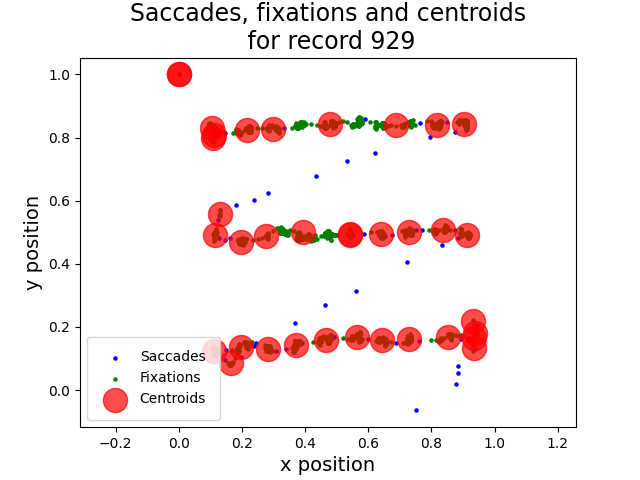 Saccades, fixations and centroids
for record 929
1.0
0.8
0.6
0.4
0.2
0.0
y position
Saccades
Fixations
Centroids
−0.2
0.0
0.2
0.4
0.6
0.8
1.0
1.2
x position